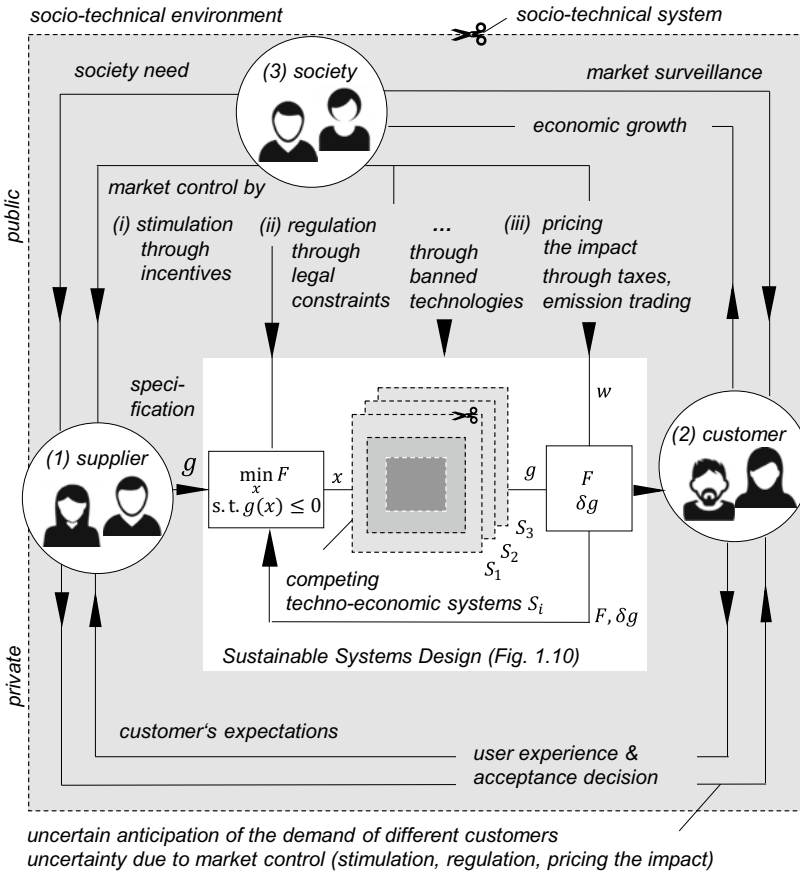 socio-technical environment
socio-technical system
society need
(3) society
market surveillance
economic growth
public
market control by
(i) stimulation
through
incentives
(ii) regulation
through
legal
constraints
...
through
banned
technologies
(iii) pricing
the impact
through taxes,
emission trading
speci-
fication
w
(1) supplier
g
min F
x
s. t. g(x) ≤ 0
x
S₁
S₂
S₃
g
F
δg
(2) customer
competing
techno-economic systems Sᵢ
F, δg
Sustainable Systems Design (Fig. 1.10)
private
customer‘s expectations
user experience &
acceptance decision
uncertain anticipation of the demand of different customers
uncertainty due to market control (stimulation, regulation, pricing the impact)